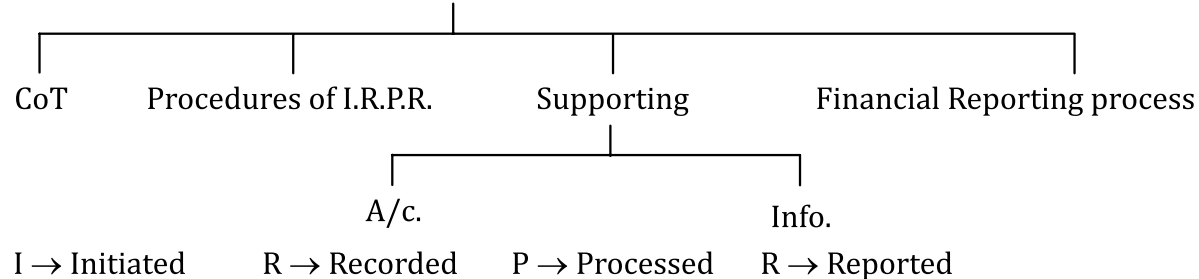 CoT Procedures of I.R.P.R. Supporting Financial Reporting process
A/c. Info.
I → Initiated R → Recorded P → Processed R → Reported